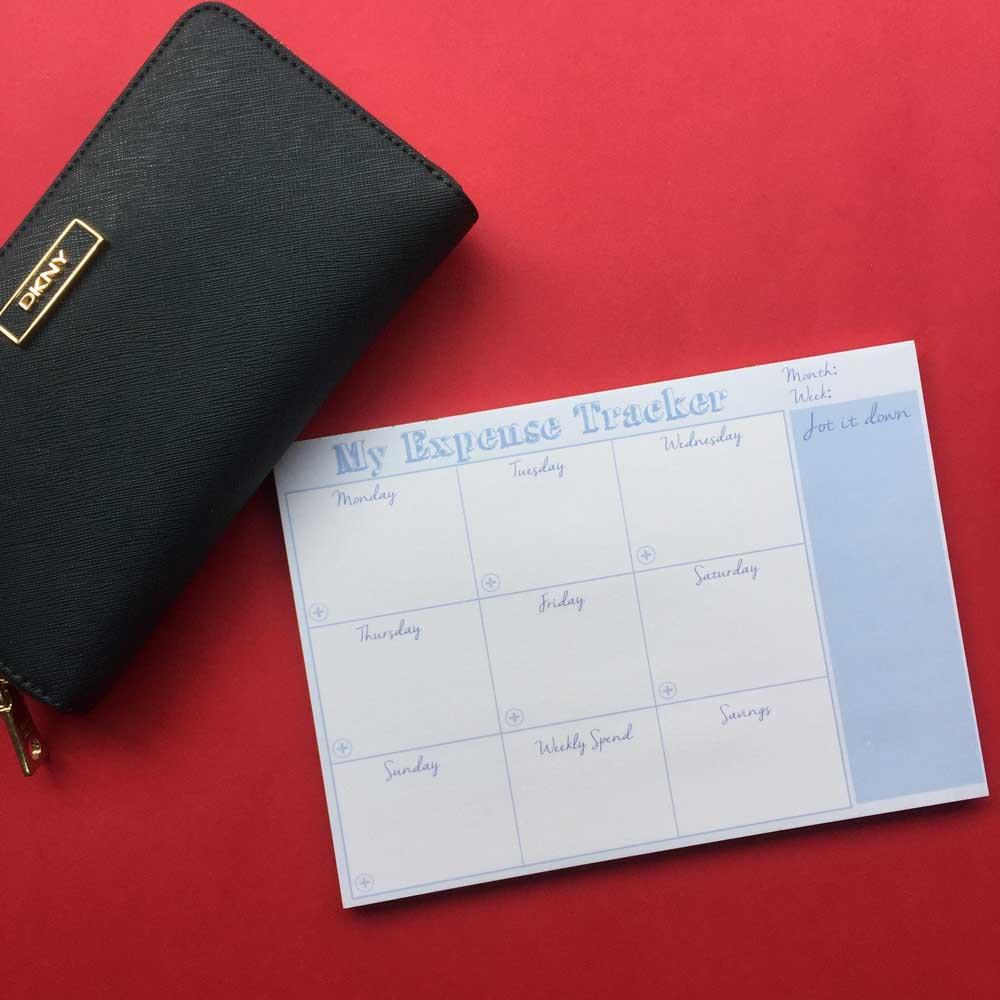 DKNY
My Expense Tracker
Month:
Week:
Monday
Tuesday
Wednesday
Jot it down
Thursday
Friday
Saturday
Sunday
Weekly Spend
Savings